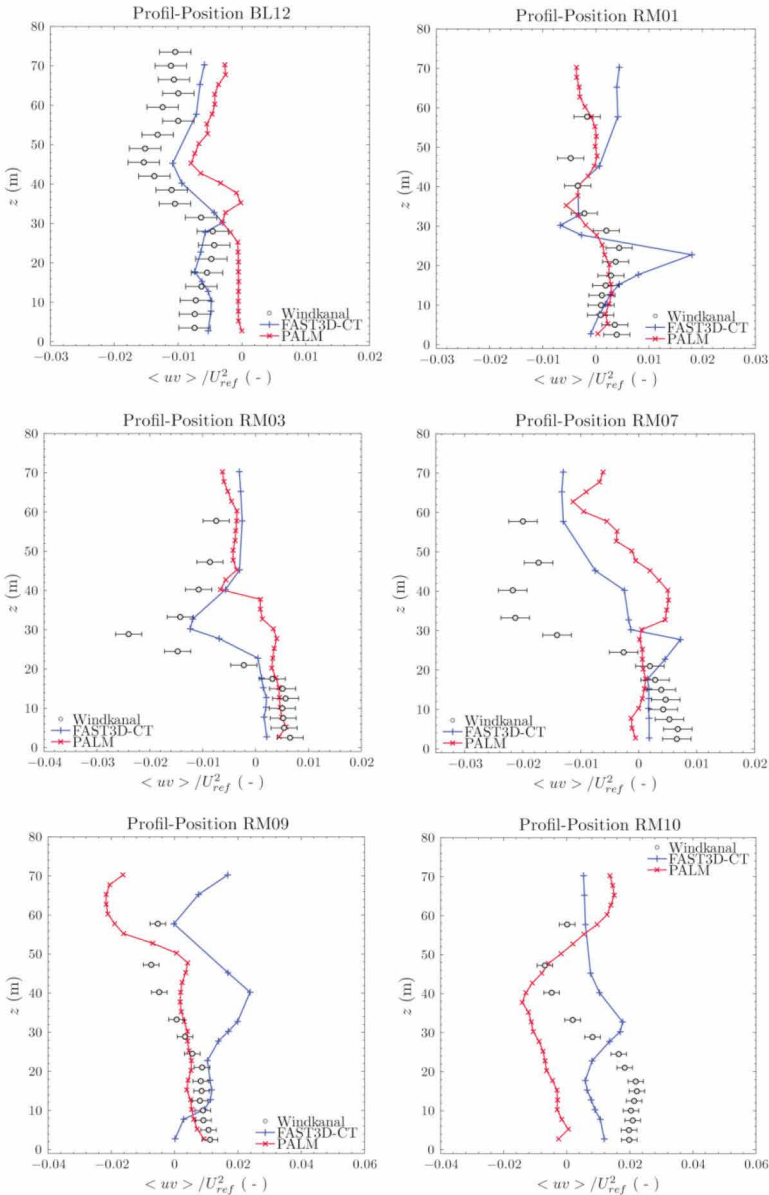 Profil-Position BL12
80
70
60
50
40
30
20
10
0
z (m)
Windkanal
FAST3D-CT
PALM
−0.03 −0.02 −0.01 0 0.01 0.02
< uv > /U²ref ( - )
Profil-Position RM01
80
70
60
50
40
30
20
10
0
z (m)
Windkanal
FAST3D-CT
PALM
−0.03 −0.02 −0.01 0 0.01 0.02 0.03
< uv > /U²ref ( - )
Profil-Position RM03
80
70
60
50
40
30
20
10
0
z (m)
Windkanal
FAST3D-CT
PALM
−0.04 −0.03 −0.02 −0.01 0 0.01 0.02
< uv > /U²ref ( - )
Profil-Position RM07
80
70
60
50
40
30
20
10
0
z (m)
Windkanal
FAST3D-CT
PALM
−0.03 −0.02 −0.01 0 0.01 0.02
< uv > /U²ref ( - )
Profil-Position RM09
80
70
60
50
40
30
20
10
0
z (m)
Windkanal
FAST3D-CT
PALM
−0.04 −0.02 0 0.02 0.04 0.06
< uv > /U²ref ( - )
Profil-Position RM10
80
70
60
50
40
30
20
10
0
z (m)
Windkanal
FAST3D-CT
PALM
−0.04 −0.02 0 0.02 0.04 0.06
< uv > /U²ref ( - )